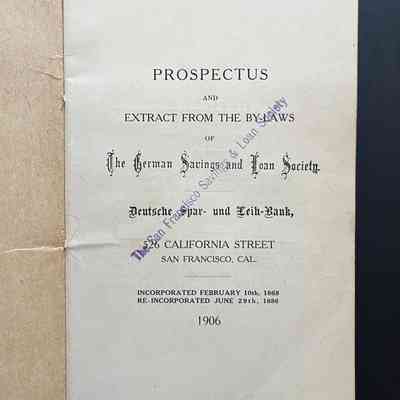 PROSPECTUS
AND
EXTRACT FROM THE BY-LAWS
OF
The German Savings and Loan Society.
Deutsche Spar- und Leih-Bank,
526 CALIFORNIA STREET
SAN FRANCISCO, CAL.
INCORPORATED FEBRUARY 10th, 1868
RE-INCORPORATED JUNE 29th, 1886
1906
The San Francisco Savings & Loan Society